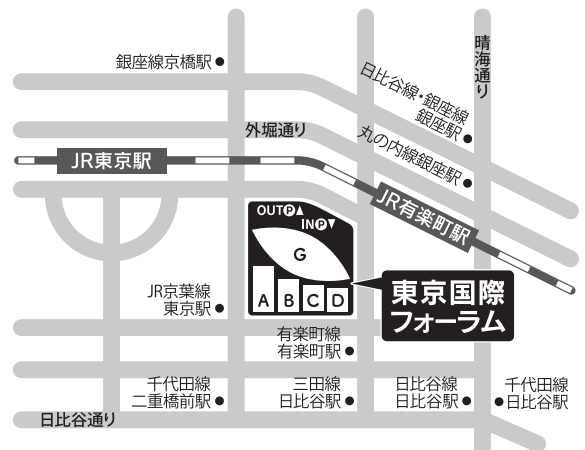 銀座線京橋駅
晴海通り
日比谷線・銀座線
銀座駅
外堀通り
丸の内線銀座駅
JR東京駅
JR有楽町駅
OUTP▲
INP▼
G
A B C D
東京国際
フォーラム
JR京葉線
東京駅
有楽町線
有楽町駅
千代田線
二重橋前駅
三田線
日比谷駅
日比谷線
日比谷駅
千代田線
日比谷駅
日比谷通り